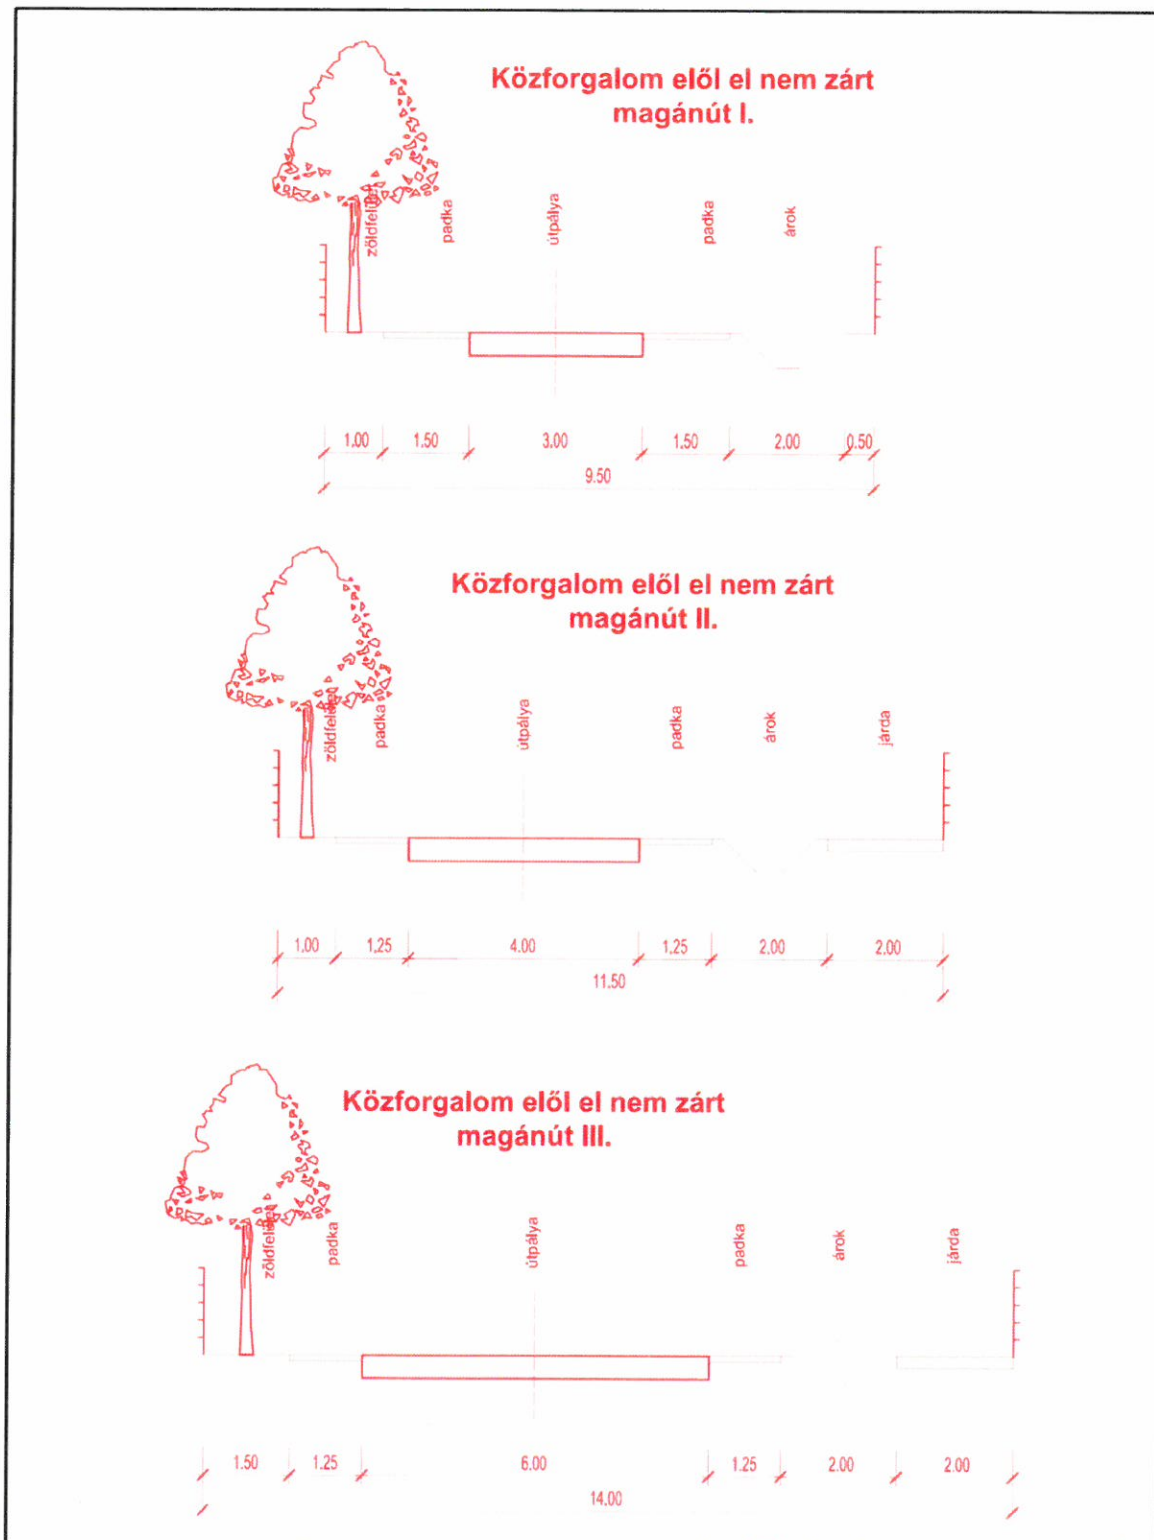 Közforgalom elől el nem zárt
magánút I.
zöldfelület
padka
útpálya
padka
árok
1.00 1.50 3.00 1.50 2.00 0.50
9.50
Közforgalom elől el nem zárt
magánút II.
zöldfelület
padka
útpálya
padka
árok
járda
1.00 1.25 4.00 1.25 2.00 2.00
11.50
Közforgalom elől el nem zárt
magánút III.
zöldfelület
padka
útpálya
padka
árok
járda
1.50 1.25 6.00 1.25 2.00 2.00
14.00